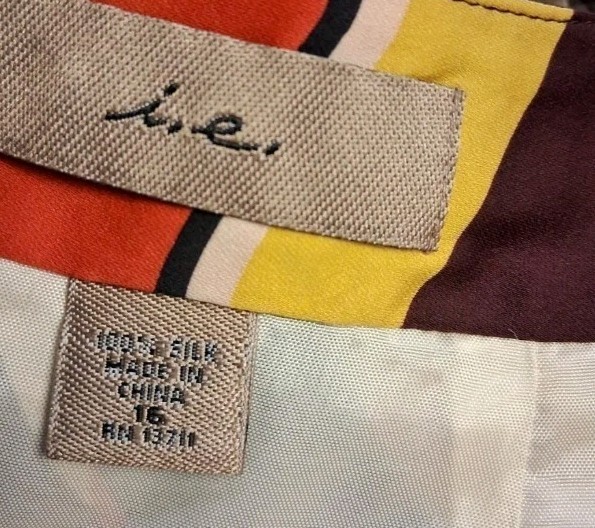 i.e.
100% SILK
MADE IN
CHINA
16
RN 13711